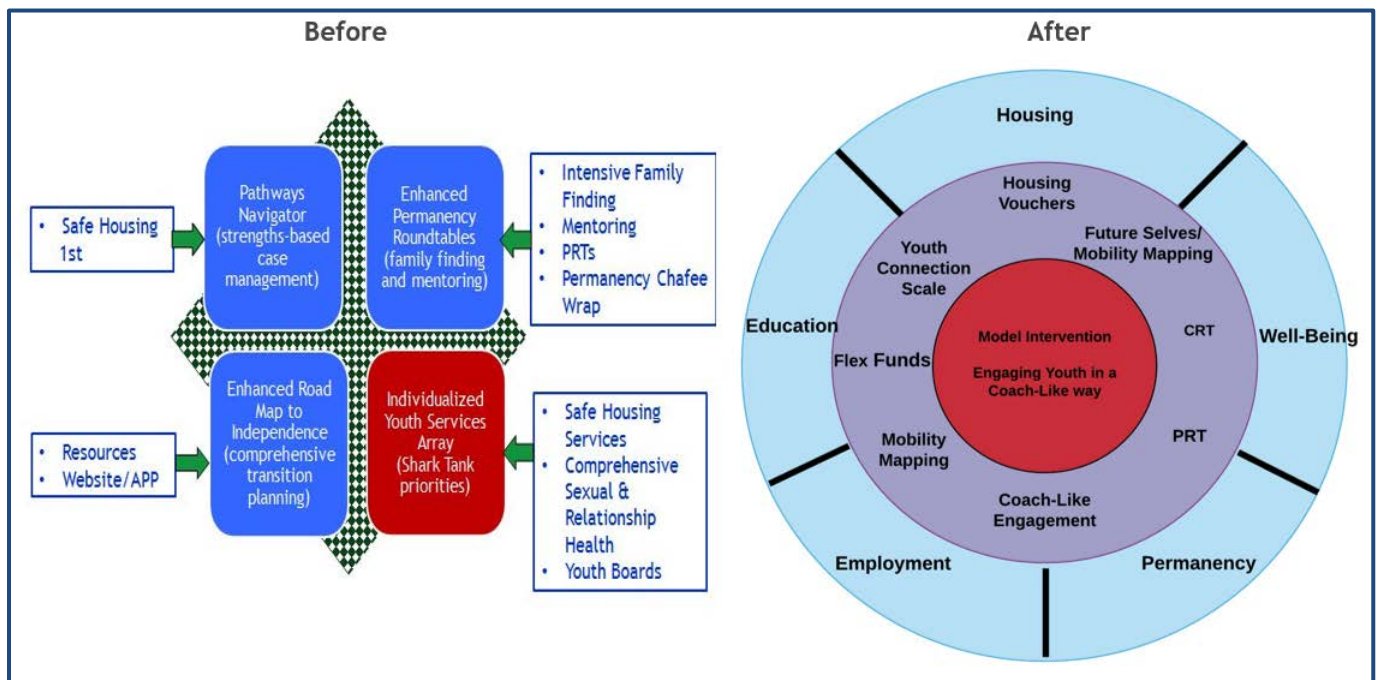 Before
Pathways
Navigator
(strengths-based
case
management)
Enhanced
Permanency
Roundtables
(family finding
and mentoring)
Enhanced Road
Map to
Independence
(comprehensive
transition
planning)
Individualized
Youth Services
Array
(Shark Tank
priorities)
• Safe Housing
1st
• Intensive Family
Finding
• Mentoring
• PRTs
• Permanency Chafee
Wrap
• Resources
• Website/APP
• Safe Housing
Services
• Comprehensive
Sexual &
Relationship
Health
• Youth Boards
After
Housing
Housing
Vouchers
Youth
Connection
Scale
Future Selves/
Mobility Mapping
Education
Flex Funds
Model Intervention
Engaging Youth in a
Coach-Like way
CRT
Well-Being
PRT
Mobility
Mapping
Coach-Like
Engagement
Employment
Permanency